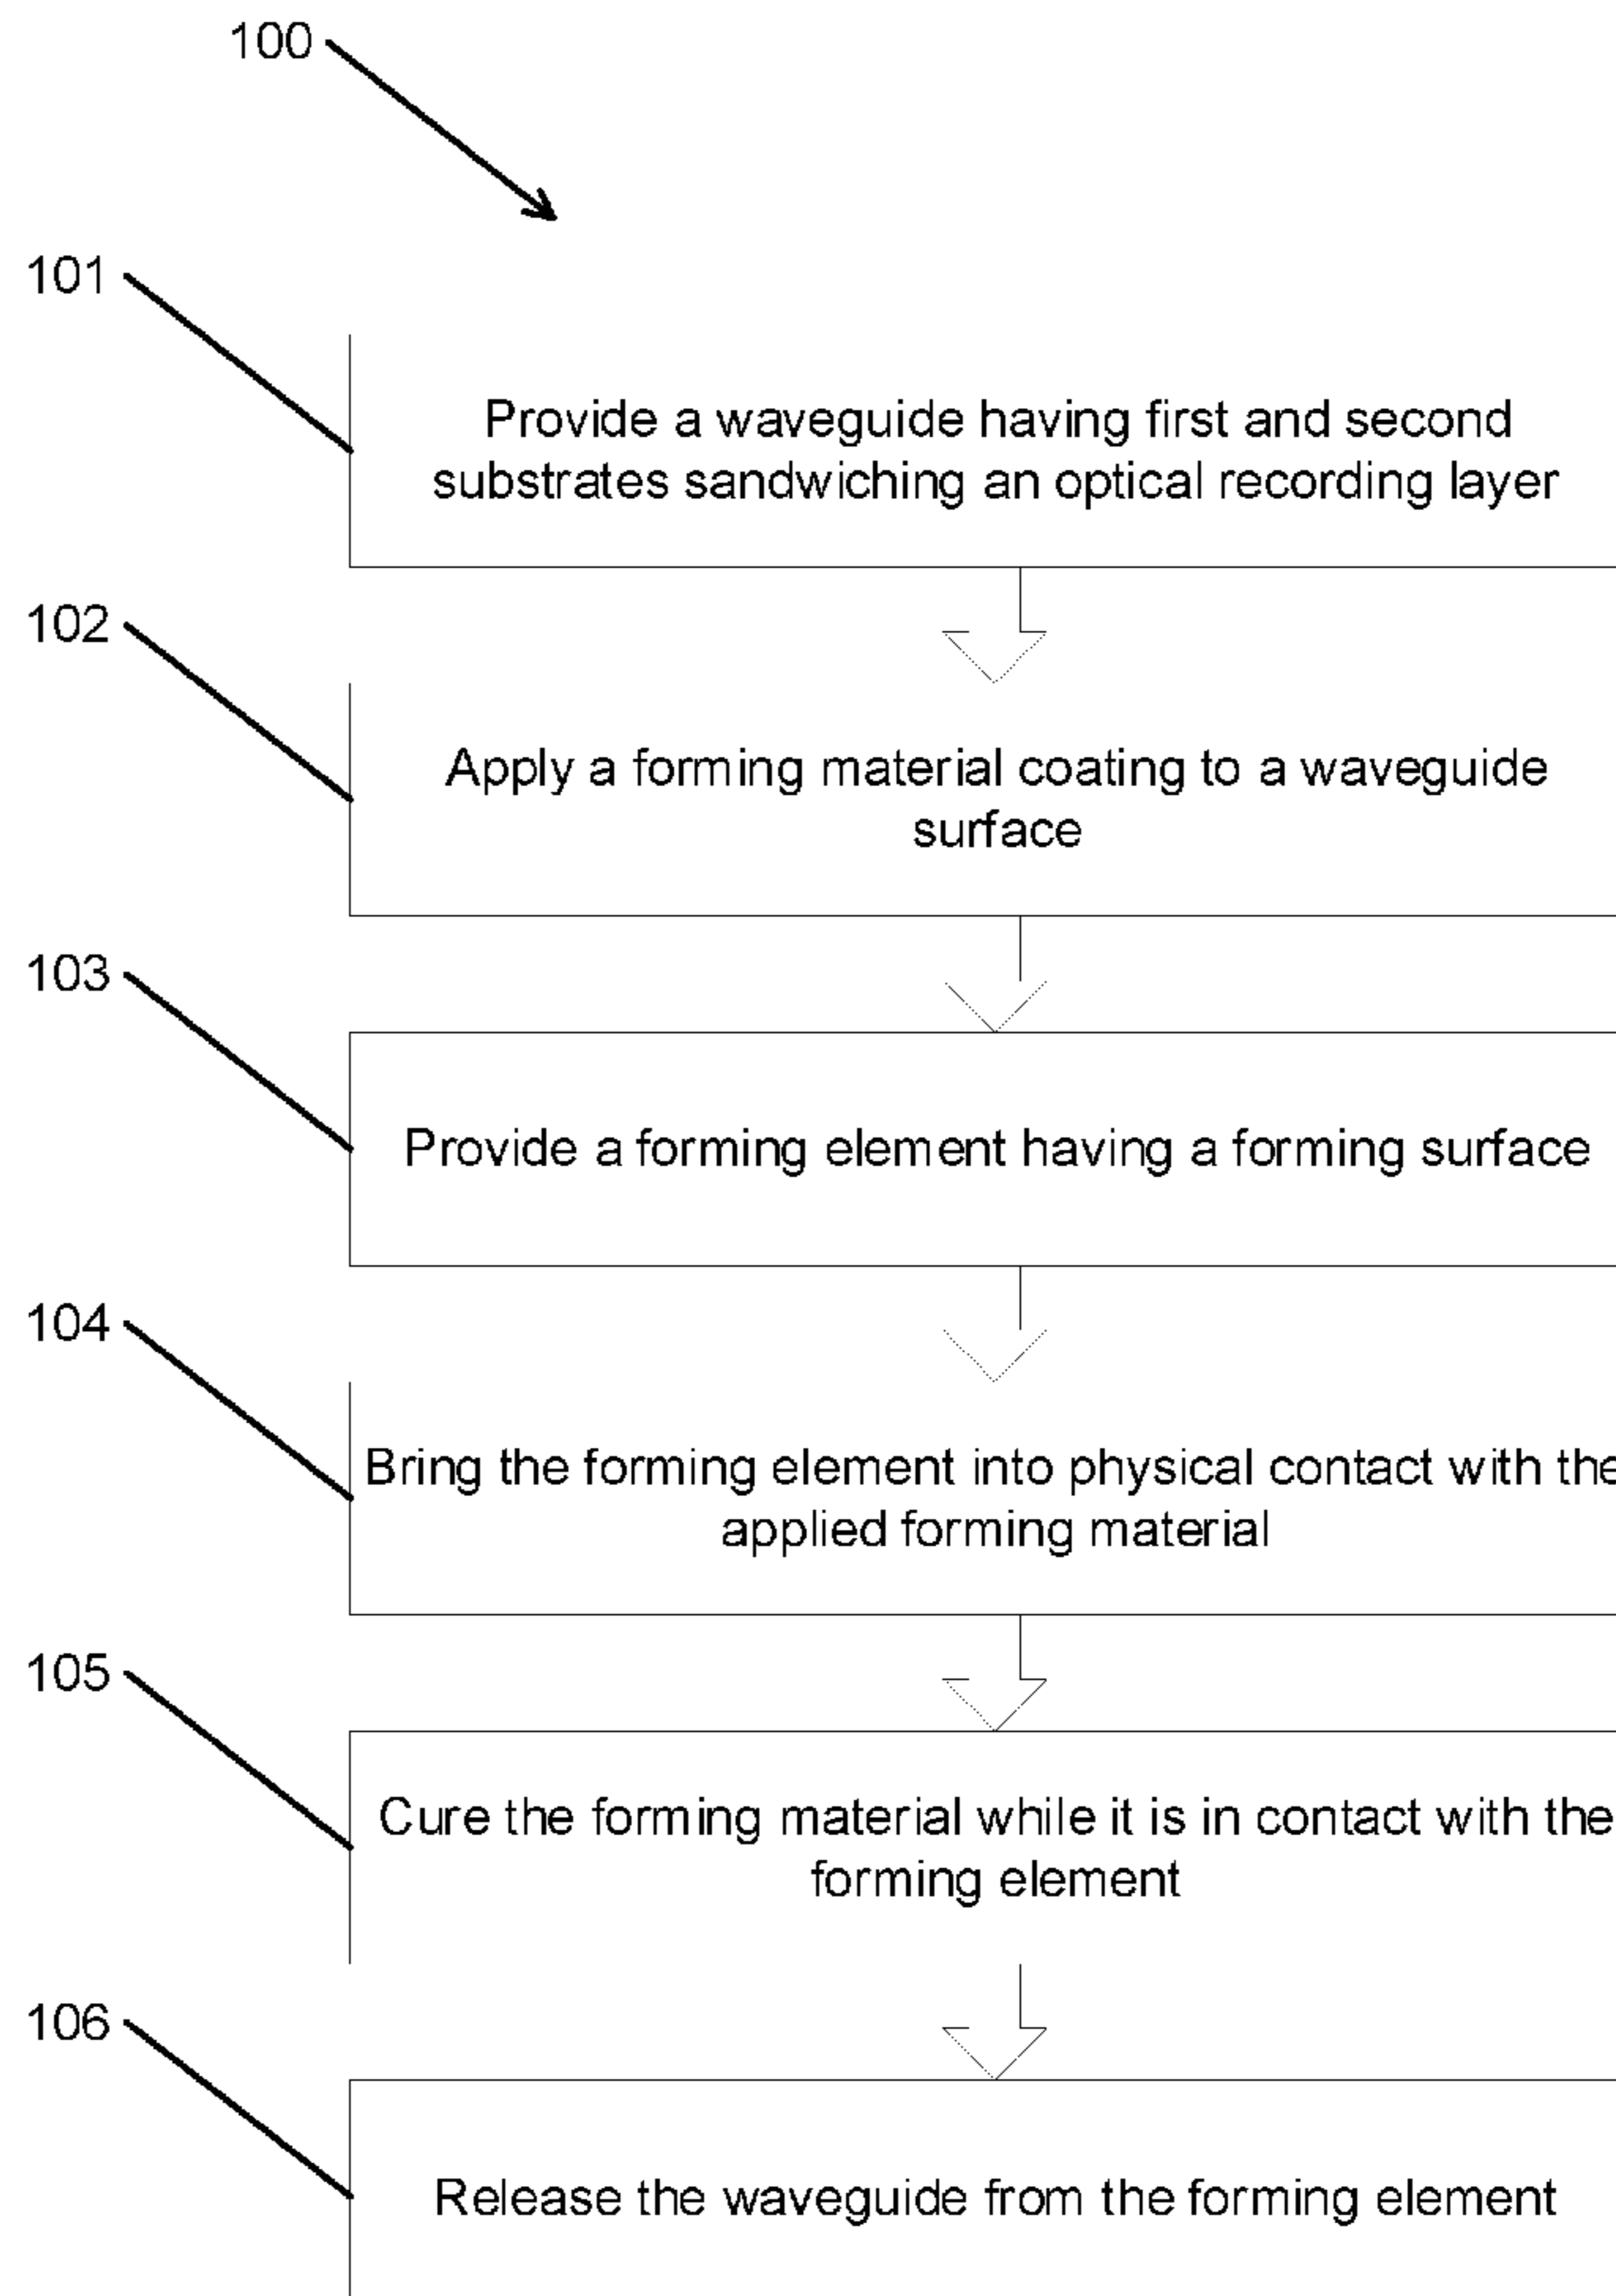 100
101
Provide a waveguide having first and second
substrates sandwiching an optical recording layer
102
Apply a forming material coating to a waveguide
surface
103
Provide a forming element having a forming surface
104
Bring the forming element into physical contact with the
applied forming material
105
Cure the forming material while it is in contact with the
forming element
106
Release the waveguide from the forming element